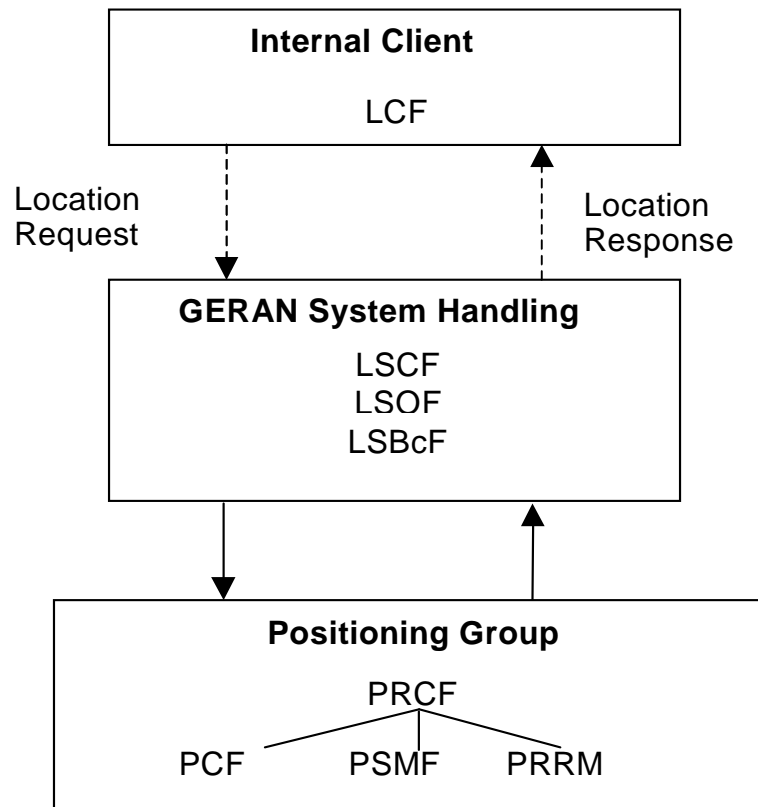 Internal Client
LCF
Location
Request
Location
Response
GERAN System Handling
LSCF
LSOF
LSBcF
Positioning Group
PRCF
PCF PSMF PRRM